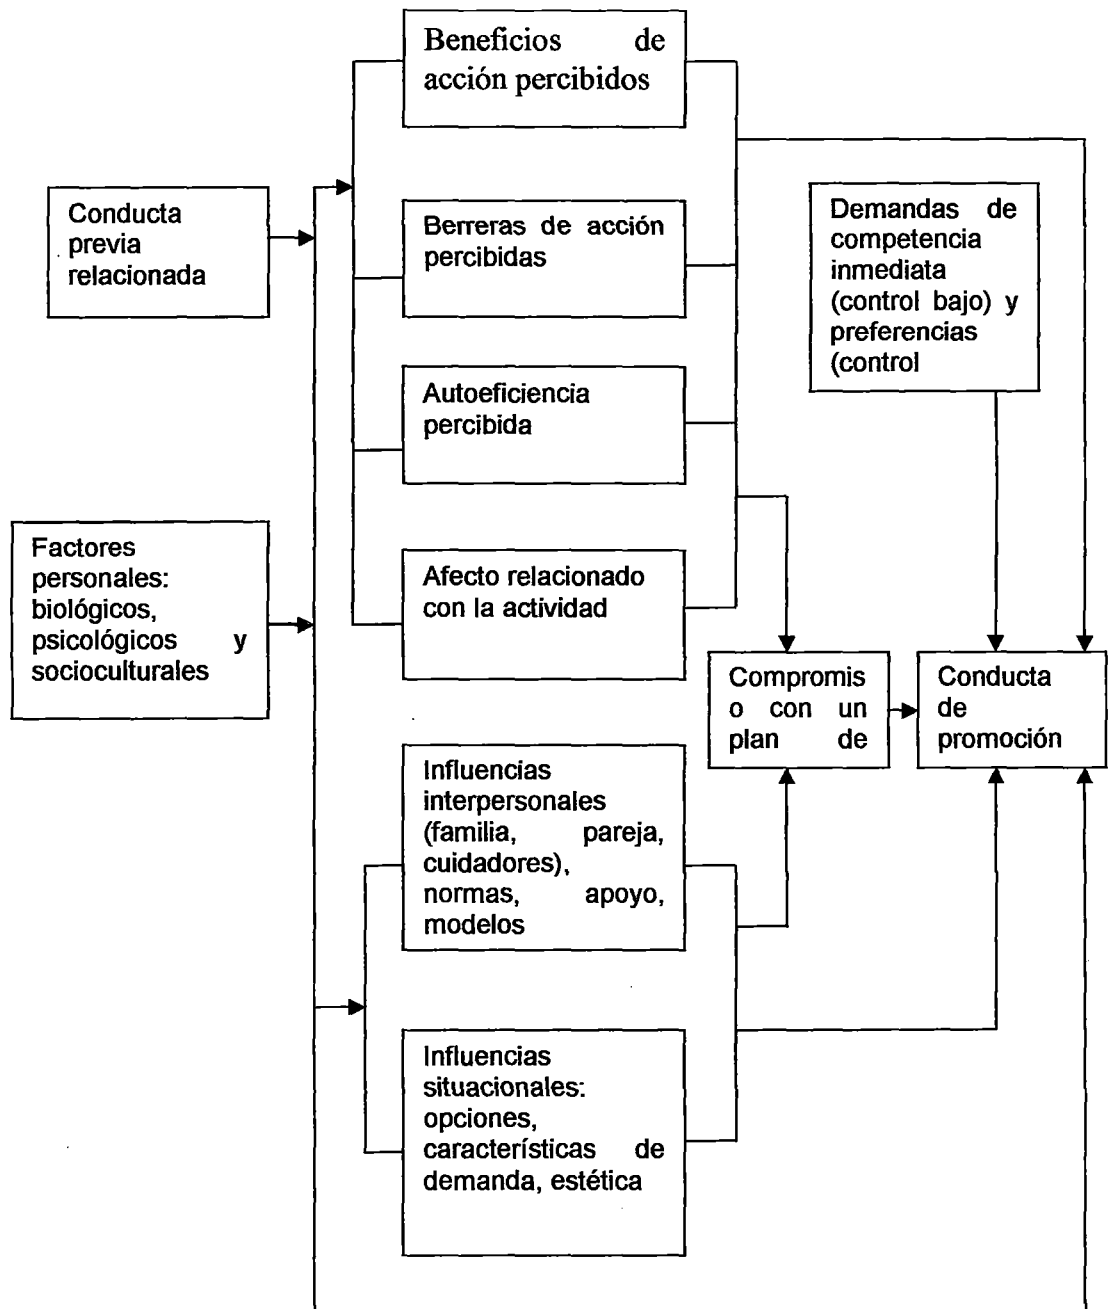 Beneficios de
acción percibidos
Conducta
previa
relacionada
Berreras de acción
percibidas
Demandas de
competencia
inmediata
(control bajo) y
preferencias
(control
Autoeficiencia
percibida
Factores
personales:
biológicos,
psicológicos y
socioculturales
Afecto relacionado
con la actividad
Compromis
o con un
plan de
Conducta
de
promoción
Influencias
interpersonales
(familia, pareja,
cuidadores),
normas, apoyo,
modelos
Influencias
situacionales:
opciones,
características de
demanda, estética